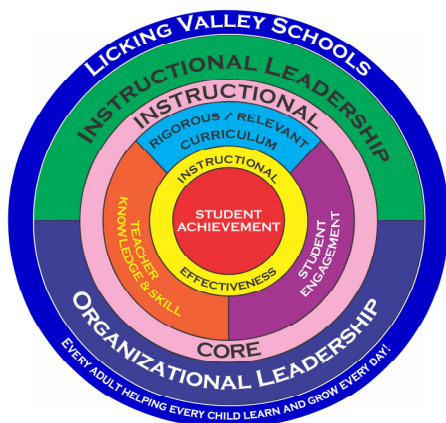 LICKING VALLEY SCHOOLS
INSTRUCTIONAL LEADERSHIP
INSTRUCTIONAL
RIGOROUS / RELEVANT
CURRICULUM
INSTRUCTIONAL
STUDENT
ACHIEVEMENT
EFFECTIVENESS
TEACHER
KNOWLEDGE & SKILL
STUDENT
ENGAGEMENT
CORE
ORGANIZATIONAL LEADERSHIP
EVERY ADULT HELPING EVERY CHILD LEARN AND GROW EVERY DAY!